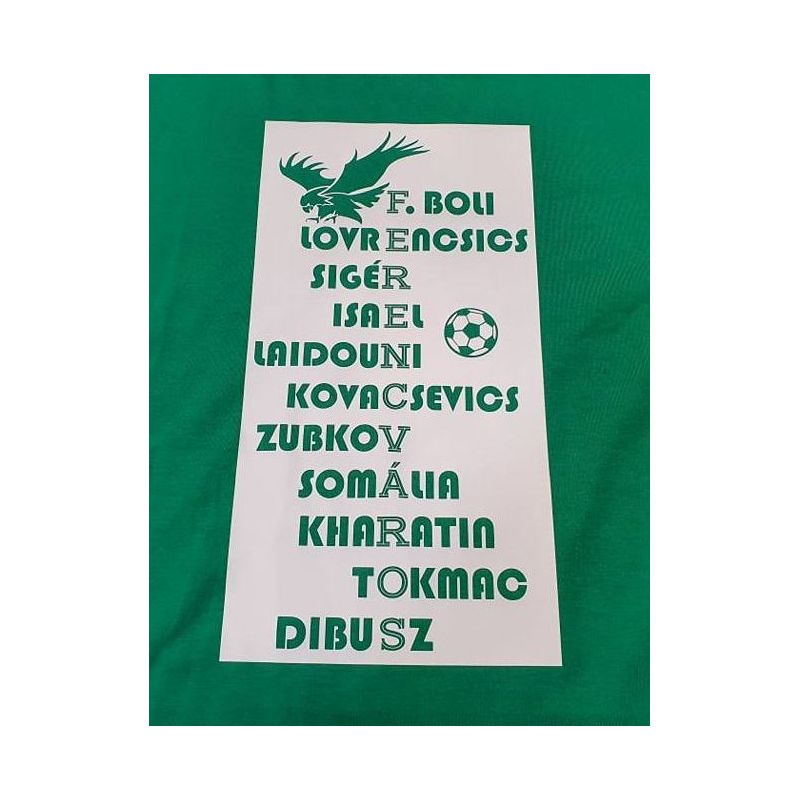 F. BOLI
LOVRENCSICS
SIGÉR
ISAEL
LAIDOUNI
KOVACSEVICS
ZUBKOV
SOMÁLIA
KHARATIN
TOKMAC
DIBUSZ